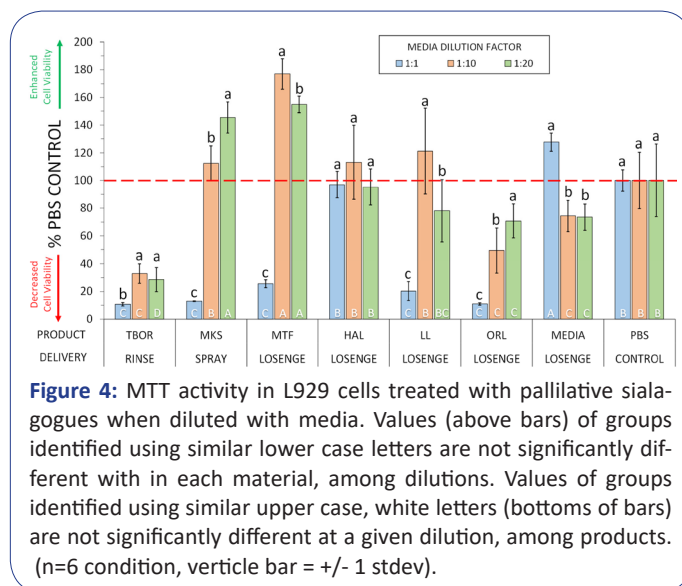 Enhanced
Cell Viability
Decreased
Cell Viability
% PBS CONTROL
200
180
160
140
120
100
80
60
40
20
0
MEDIA DILUTION FACTOR
1:1 1:10 1:20
b a a c b a c a b a a a c a b c b a a b b a a a
C C D C B A C A A B B B C B BC C C C A C C B B B
PRODUCT TBOR MKS MTF HAL LL ORL MEDIA PBS
DELIVERY RINSE SPRAY LOSENGE LOSENGE LOSENGE LOSENGE LOSENGE CONTROL
Figure 4: MTT activity in L929 cells treated with pallilative siala-
gogues when diluted with media. Values (above bars) of groups
identified using similar lower case letters are not significantly dif-
ferent with in each material, among dilutions. Values of groups
identified using similar upper case, white letters (bottoms of bars)
are not significantly different at a given dilution, among products.
(n=6 condition, verticle bar = +/- 1 stdev).